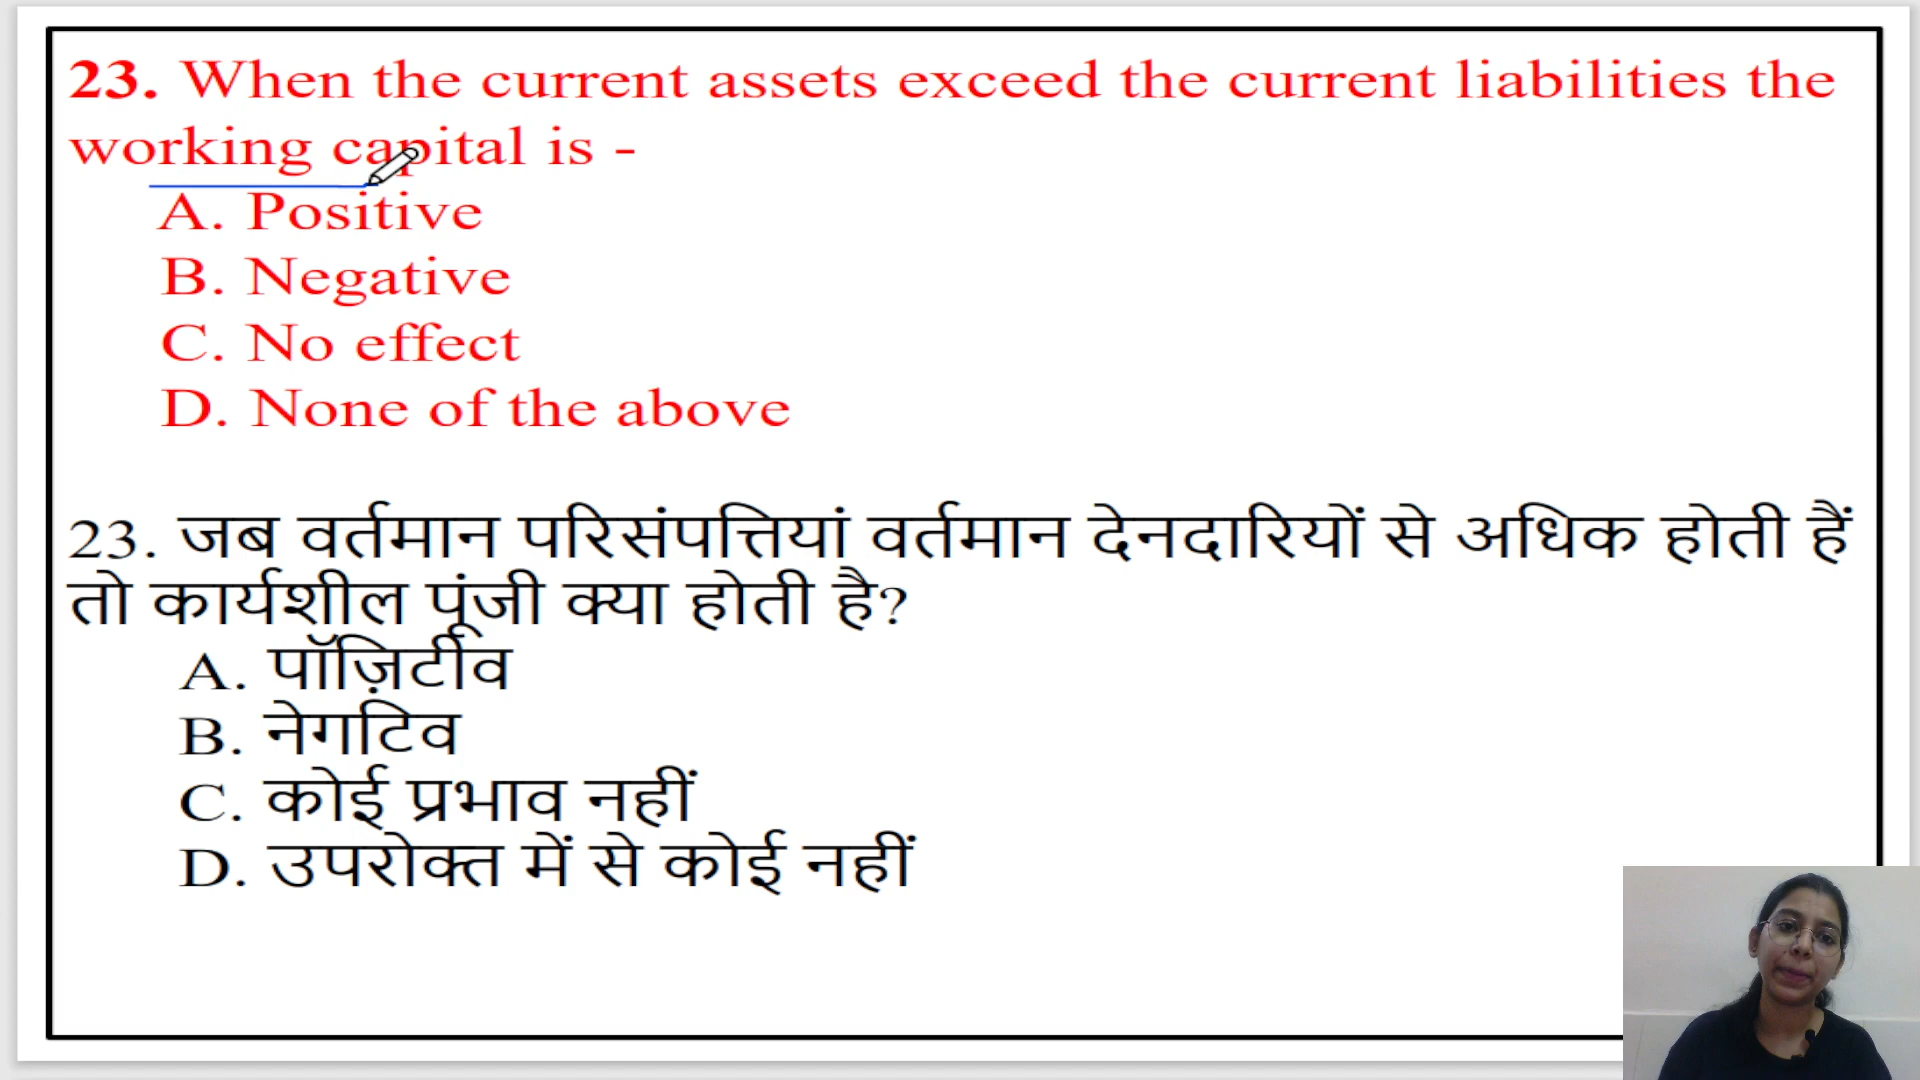 23. When the current assets exceed the current liabilities the
working capital is -
A. Positive
B. Negative
C. No effect
D. None of the above
23. जब वर्तमान परिसंपत्तियां वर्तमान देनदारियों से अधिक होती हैं
तो कार्यशील पूंजी क्या होती है?
A. पॉज़िटीव
B. नेगटिव
C. कोई प्रभाव नहीं
D. उपरोक्त में से कोई नहीं